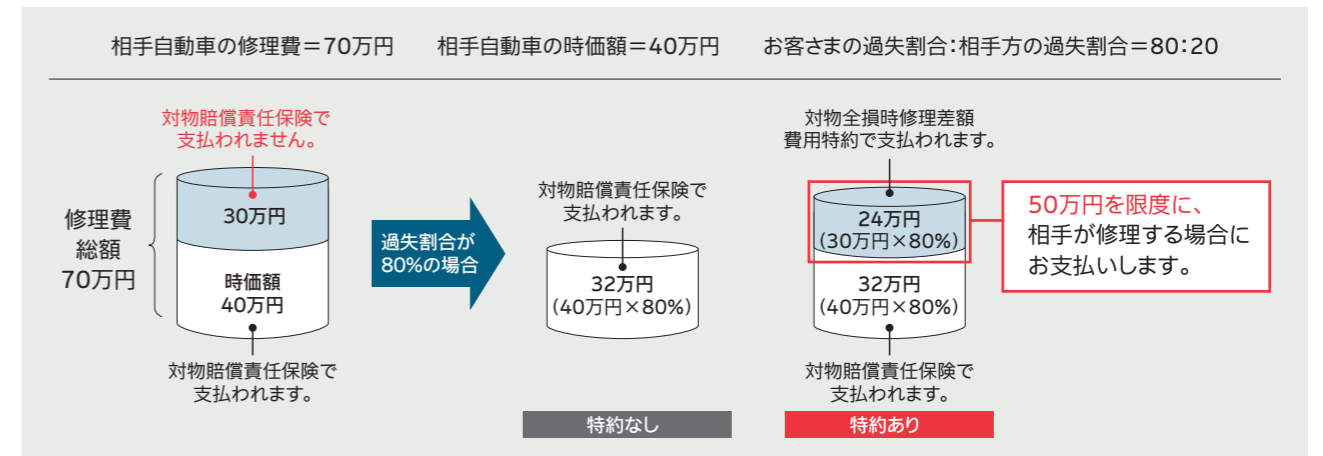 相手自動車の修理費＝70万円　相手自動車の時価額＝40万円　お客さまの過失割合：相手方の過失割合＝80：20
対物賠償責任保険で
支払われません。
30万円
時価額
40万円
修理費
総額
70万円
対物賠償責任保険で
支払われます。
過失割合が
80%の場合
対物賠償責任保険で
支払われます。
32万円
（40万円×80%）
特約なし
対物全損時修理差額
費用特約で支払われます。
24万円
（30万円×80%）
32万円
（40万円×80%）
対物賠償責任保険で
支払われます。
特約あり
50万円を限度に、
相手が修理する場合に
お支払いします。